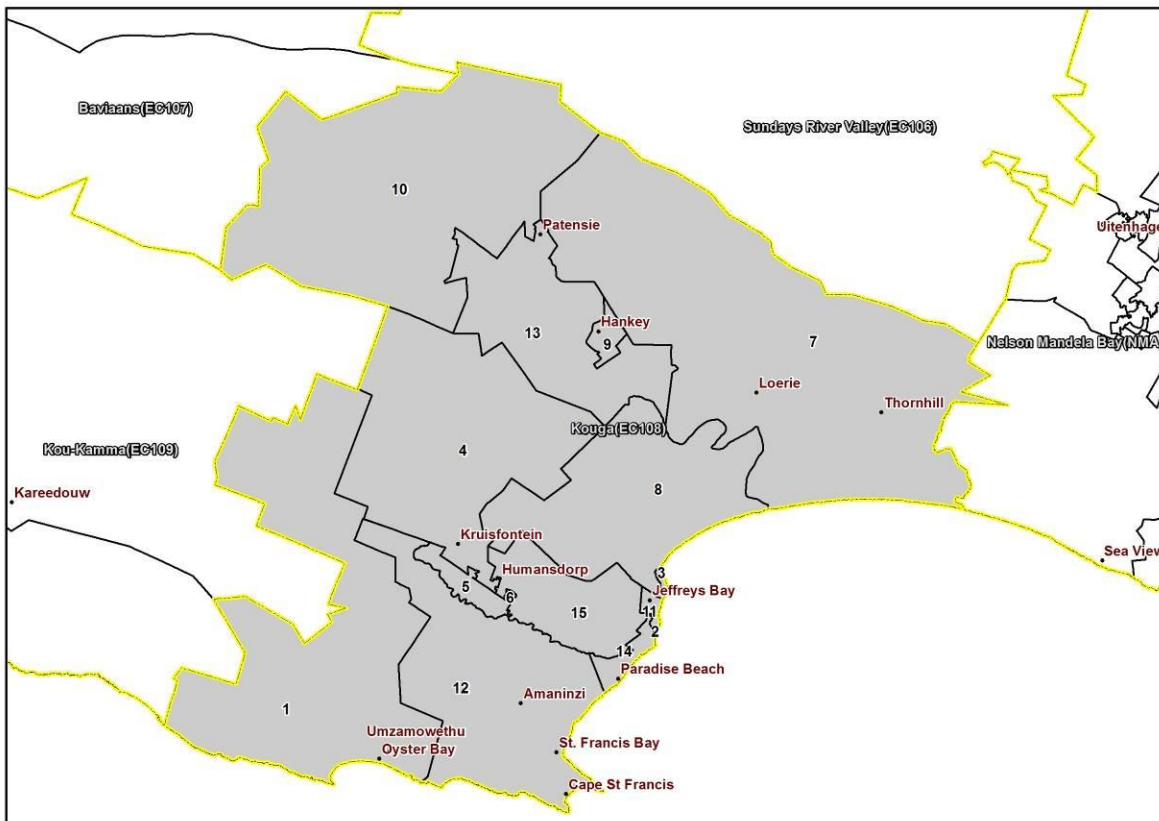 Baviaans(EC107)
Sundays River Valley(EC106)
10
Patensie
Uitenhage
13
Hankey
9
7
Nelson Mandela Bay(NMA
Loerie
Thornhill
Kouga(EC108)
Kou-Kamma(EC109)
4
Kareedouw
8
Kruisfontein
Sea View
Humansdorp
3
5
6
Jeffreys Bay
15
11
2
14
Paradise Beach
12
Amaninzi
1
Umzamowethu
Oyster Bay
St. Francis Bay
Cape St Francis